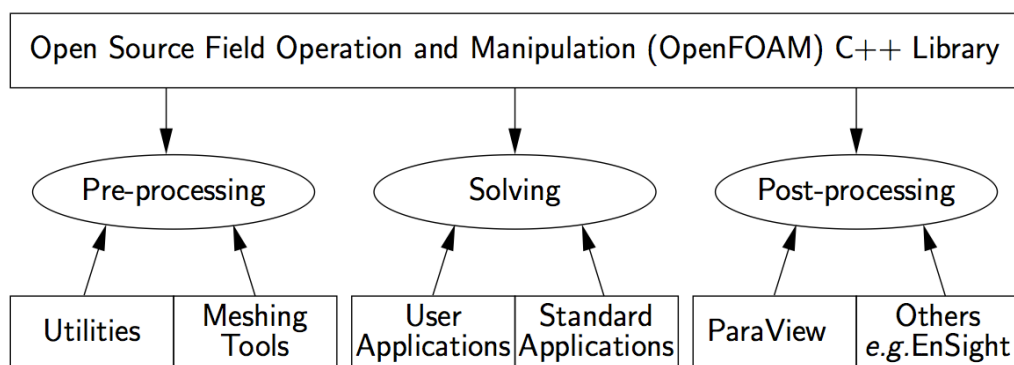 Open Source Field Operation and Manipulation (OpenFOAM) C++ Library
Pre-processing
Solving
Post-processing
Utilities
Meshing
Tools
User
Applications
Standard
Applications
ParaView
Others
e.g.EnSight